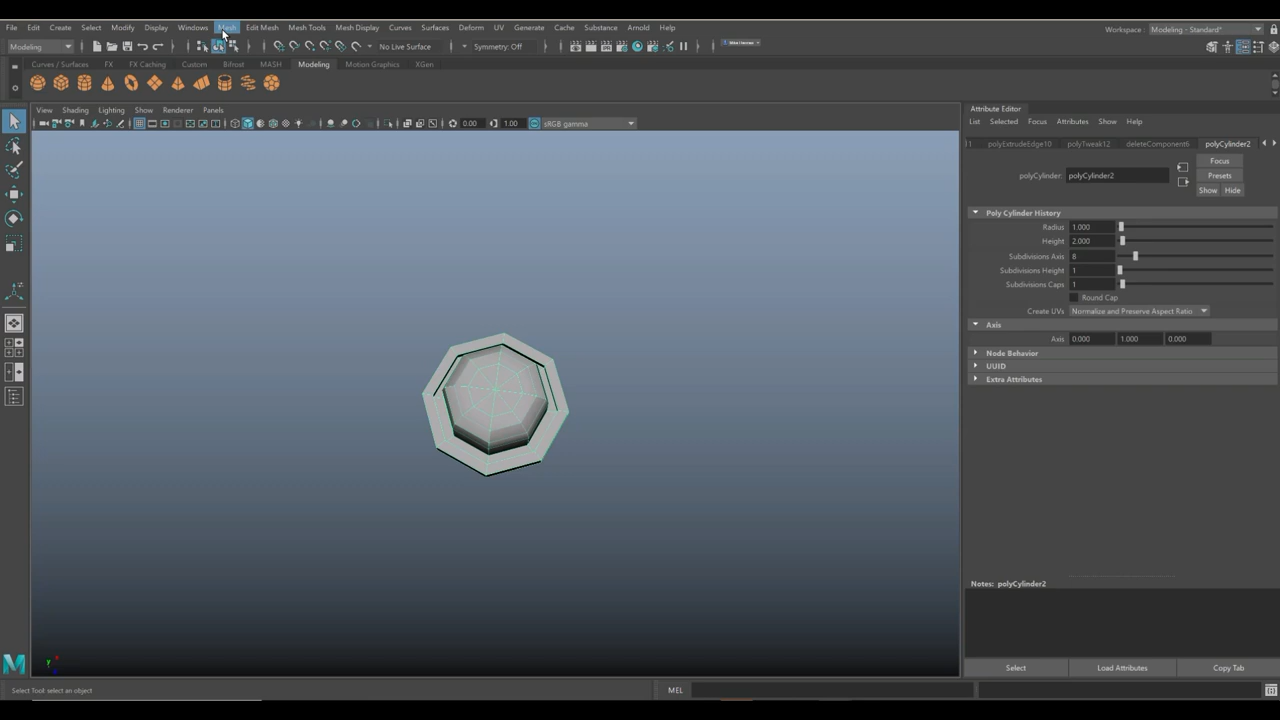 File Edit Create Select Modify Display Windows Mesh Edit Mesh Mesh Tools Mesh Display Curves Surfaces Deform UV Generate Cache Substance Arnold Help
Workspace: Modeling - Standard*
Modeling
No Live Surface
Symmetry: Off
Curves / Surfaces FX FX Caching Custom Bifrost MASH Modeling Motion Graphics XGen
View Shading Lighting Show Renderer Panels
0.00 1.00 sRGB gamma
Attribute Editor
List Selected Focus Attributes Show Help
polyExtrudeEdge10 polyTweak12 deleteComponent6 polyCylinder2
Focus
polyCylinder: polyCylinder2
Presets
Show Hide
Poly Cylinder History
Radius 1.000
Height 2.000
Subdivisions Axis 8
Subdivisions Height 1
Subdivisions Caps 1
Round Cap
Create UVs Normalize and Preserve Aspect Ratio
Axis
Axis 0.000 1.000 0.000
Node Behavior
UUID
Extra Attributes
Notes: polyCylinder2
Select Load Attributes Copy Tab
y
Select Tool: select an object
MEL